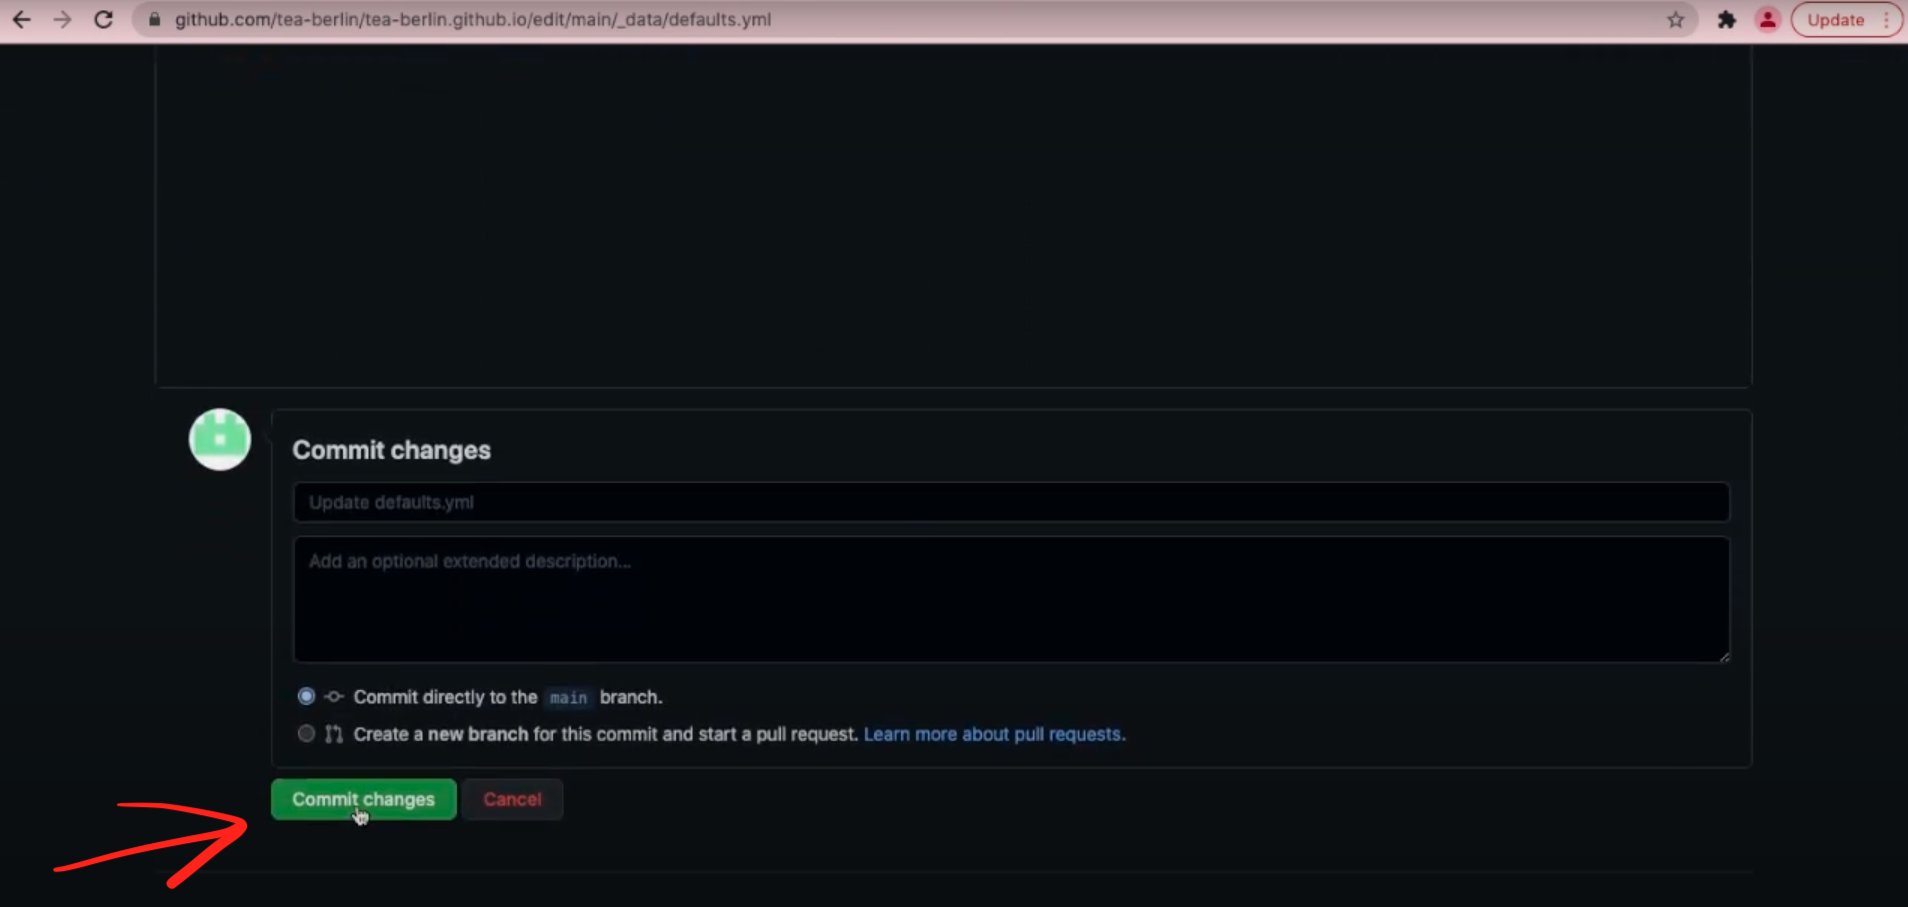 github.com/tea-berlin/tea-berlin.github.io/edit/main/_data/defaults.yml
Update
Commit changes
Update defaults.yml
Add an optional extended description...
Commit directly to the main branch.
Create a new branch for this commit and start a pull request. Learn more about pull requests.
Commit changes Cancel